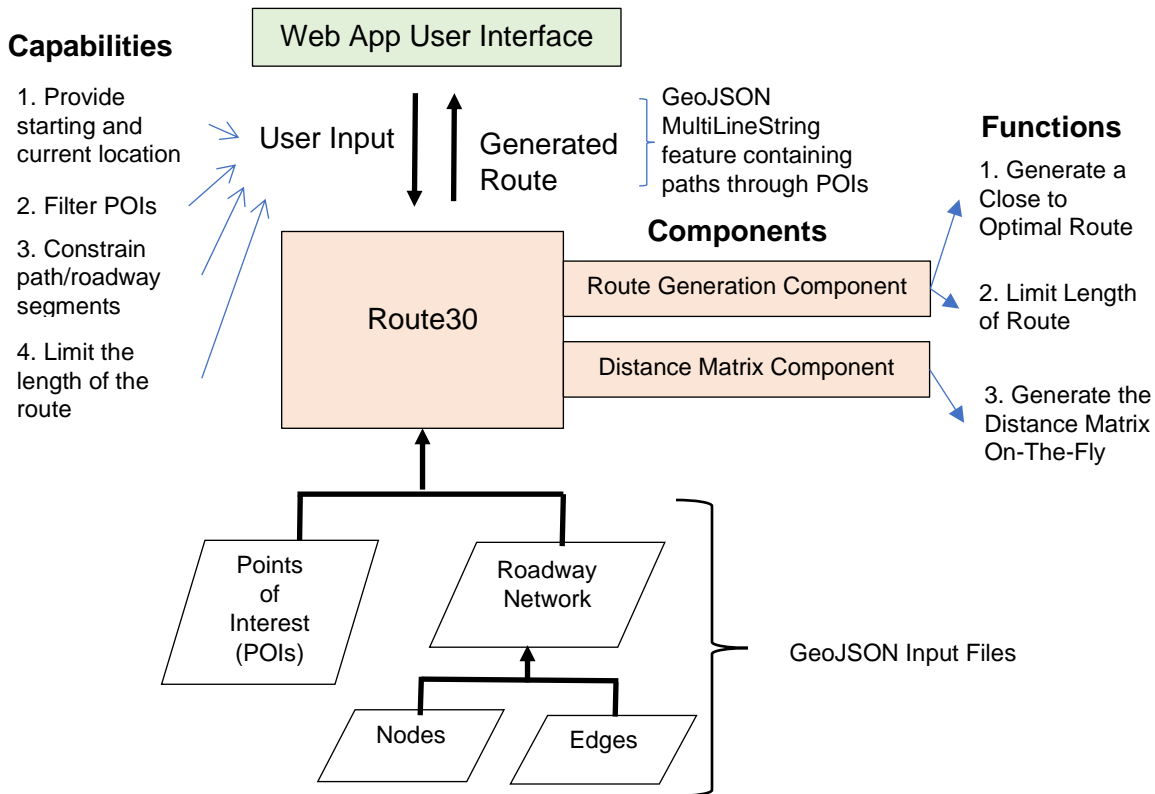 Web App User Interface
Capabilities
1. Provide
starting and
current location
2. Filter POIs
3. Constrain
path/roadway
segments
4. Limit the
length of the
route
User Input
Generated
Route
GeoJSON
MultiLineString
feature containing
paths through POIs
Functions
1. Generate a
Close to
Optimal Route
2. Limit Length
of Route
3. Generate the
Distance Matrix
On-The-Fly
Components
Route Generation Component
Distance Matrix Component
Route30
Points
of
Interest
(POIs)
Roadway
Network
Nodes
Edges
GeoJSON Input Files